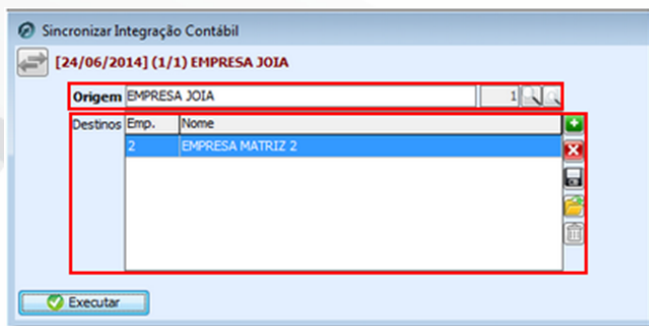 Sincronizar Integração Contábil
[24/06/2014] (1/1) EMPRESA JOIA
Origem EMPRESA JOIA 1
Destinos Emp. Nome
2 EMPRESA MATRIZ 2
Executar